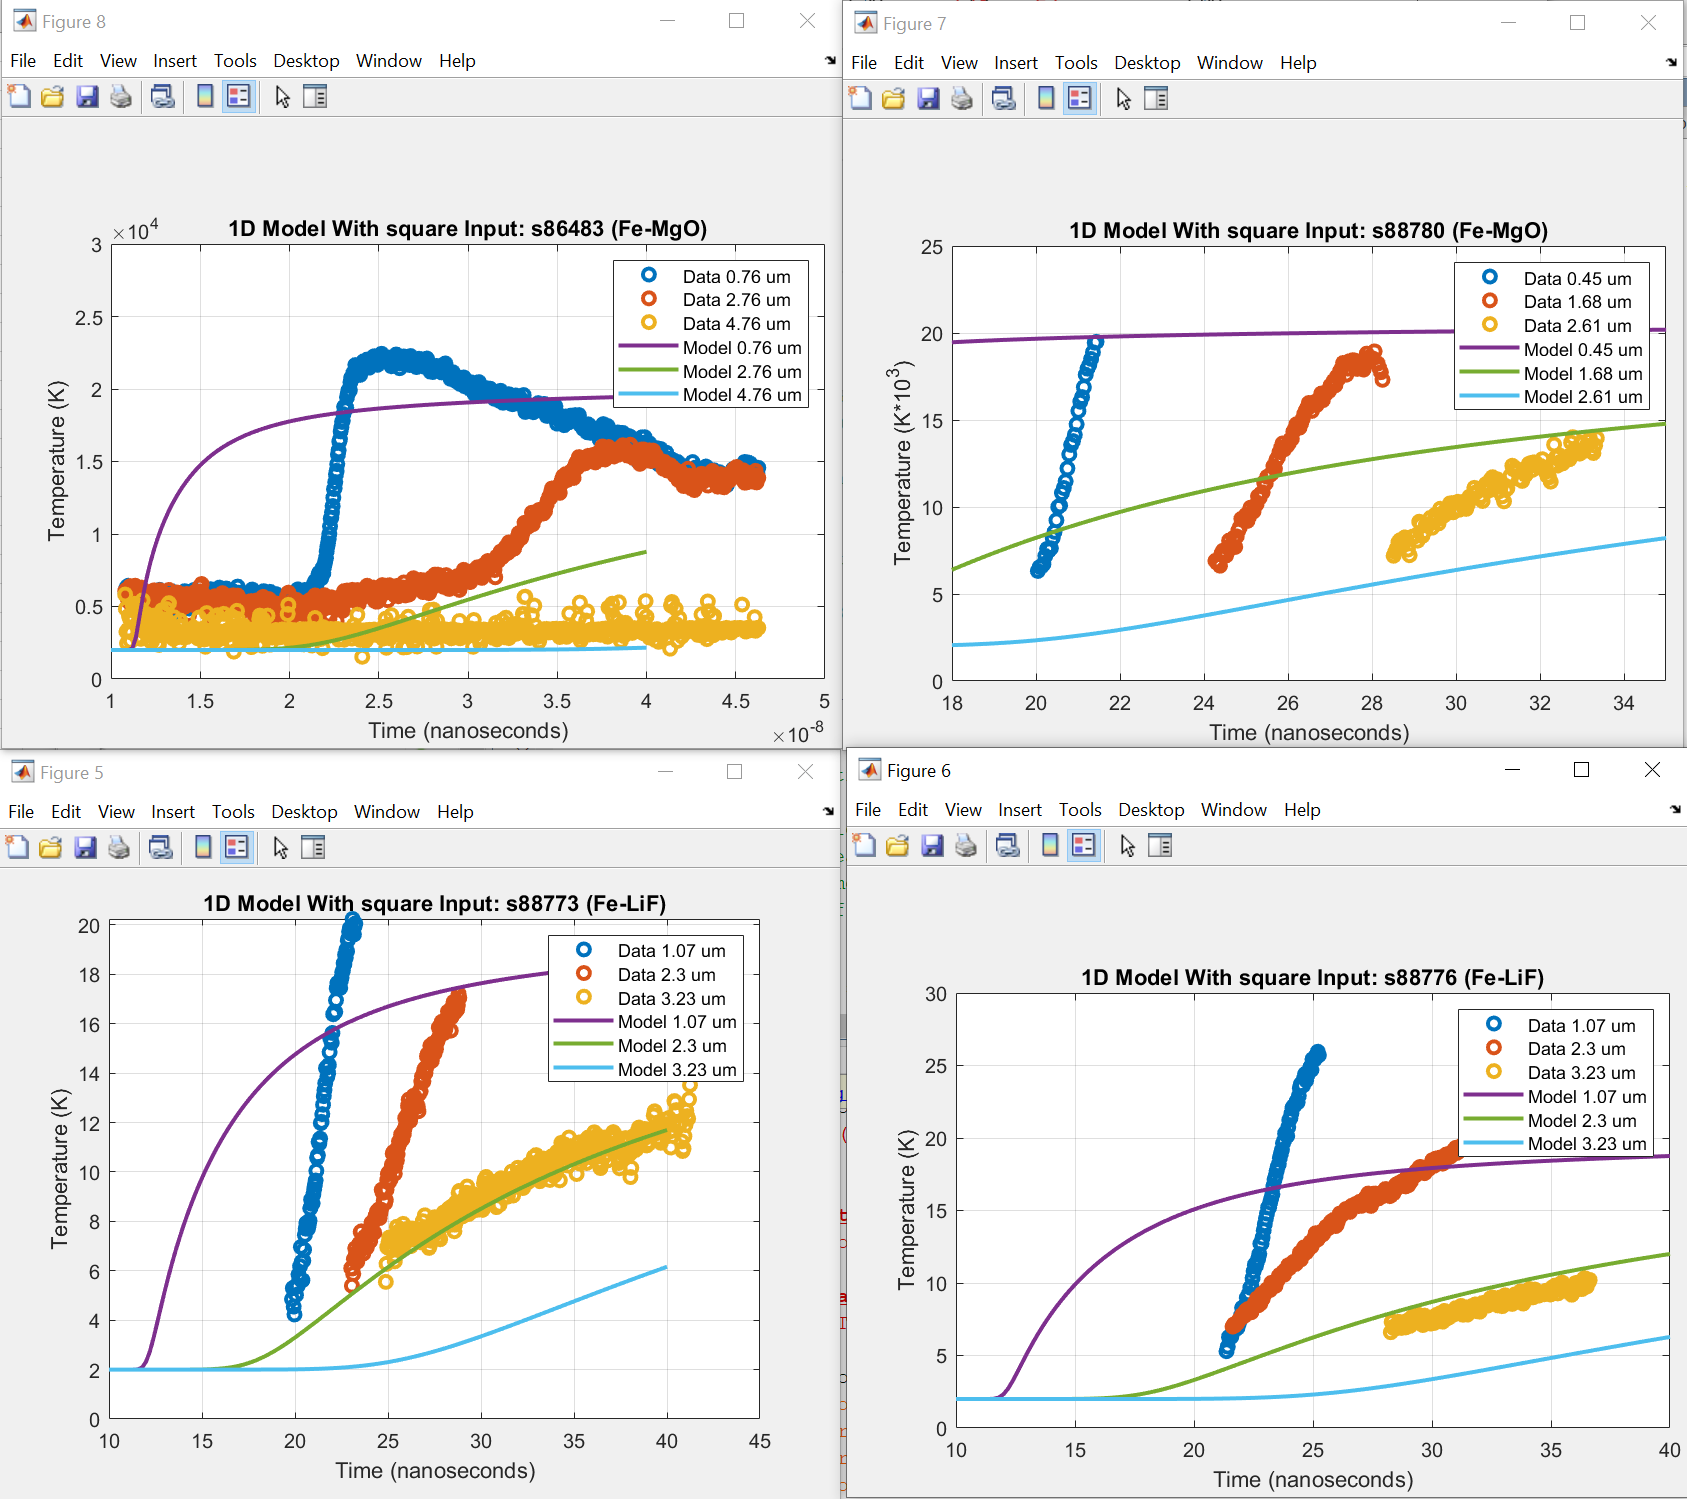 Figure 8
File Edit View Insert Tools Desktop Window Help
×10^4
1D Model With square Input: s86483 (Fe-MgO)
3
2.5
2
1.5
1
0.5
0
Temperature (K)
Data 0.76 um
Data 2.76 um
Data 4.76 um
Model 0.76 um
Model 2.76 um
Model 4.76 um
1 1.5 2 2.5 3 3.5 4 4.5 5
Time (nanoseconds)
×10^-8
Figure 7
File Edit View Insert Tools Desktop Window Help
1D Model With square Input: s88780 (Fe-MgO)
25
20
15
10
5
0
Temperature (K*10^3)
Data 0.45 um
Data 1.68 um
Data 2.61 um
Model 0.45 um
Model 1.68 um
Model 2.61 um
18 20 22 24 26 28 30 32 34
Time (nanoseconds)
Figure 5
File Edit View Insert Tools Desktop Window Help
1D Model With square Input: s88773 (Fe-LiF)
20
18
16
14
12
10
8
6
4
2
0
Temperature (K)
Data 1.07 um
Data 2.3 um
Data 3.23 um
Model 1.07 um
Model 2.3 um
Model 3.23 um
10 15 20 25 30 35 40 45
Time (nanoseconds)
Figure 6
File Edit View Insert Tools Desktop Window Help
1D Model With square Input: s88776 (Fe-LiF)
30
25
20
15
10
5
0
Temperature (K)
Data 1.07 um
Data 2.3 um
Data 3.23 um
Model 1.07 um
Model 2.3 um
Model 3.23 um
10 15 20 25 30 35 40
Time (nanoseconds)